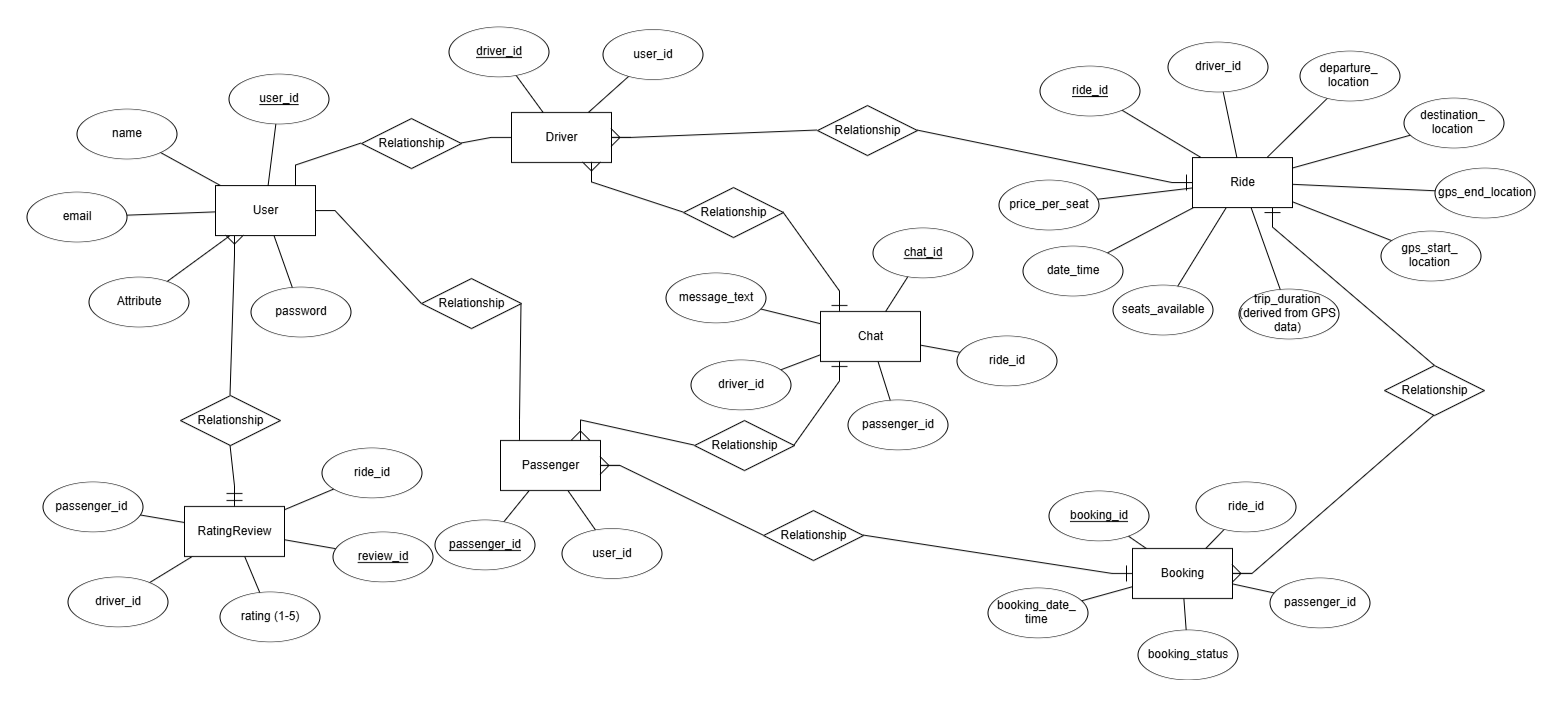 driver_id
user_id
driver_id
departure_
location
ride_id
user_id
destination_
location
name
Relationship
Driver
Relationship
Ride
gps_end_location
price_per_seat
email
User
Relationship
gps_start_
location
chat_id
date_time
Attribute
password
Relationship
message_text
seats_available
trip_duration
(derived from GPS
data)
Chat
ride_id
driver_id
Relationship
passenger_id
Relationship
Relationship
Passenger
ride_id
passenger_id
RatingReview
review_id
passenger_id
user_id
Relationship
booking_id
ride_id
Booking
driver_id
rating (1-5)
booking_date_
time
passenger_id
booking_status